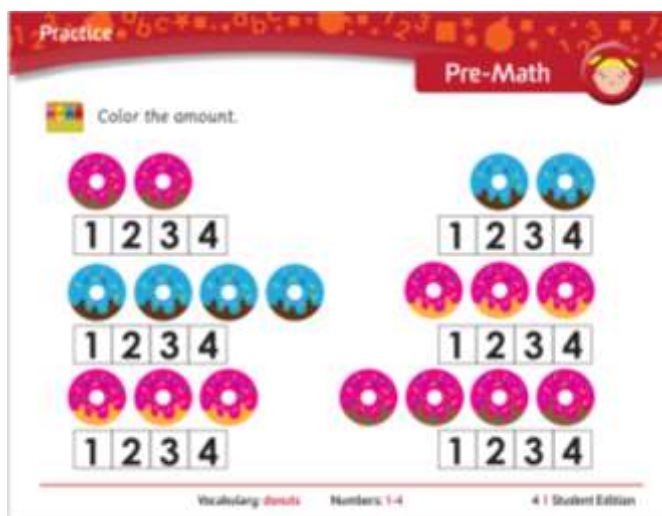 Practice
Pre-Math
Color the amount.
1 2 3 4
1 2 3 4
1 2 3 4
1 2 3 4
1 2 3 4
1 2 3 4
Vocabulary: donuts Numbers: 1-4 4 | Student Edition